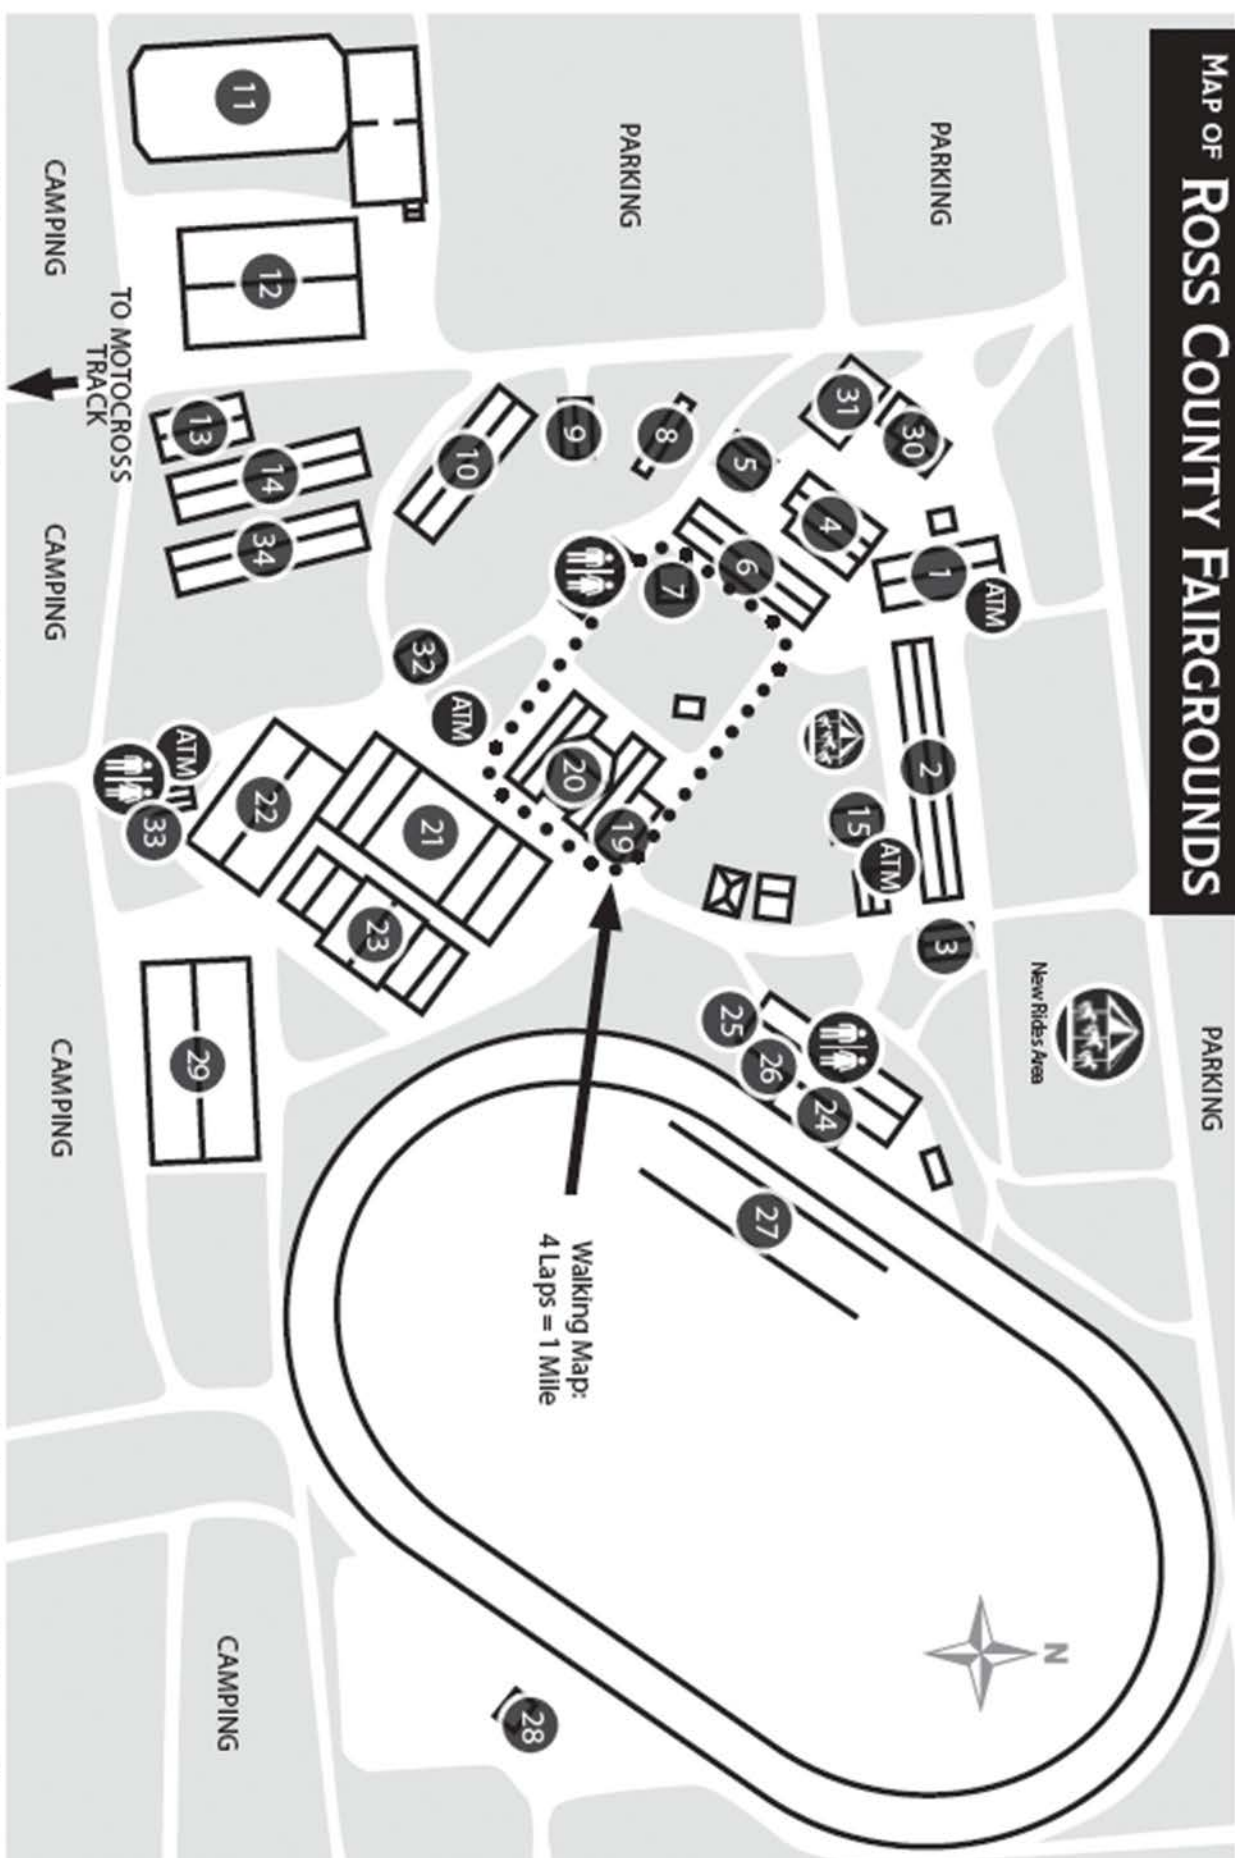 MAP OF ROSS COUNTY FAIRGROUNDS
PARKING
New Rides Area
N
PARKING
ATM
1
2
3
30
31
4
15
ATM
24
26
25
27
5
6
7
8
PARKING
9
20
19
Walking Map:
4 Laps = 1 Mile
28
10
32
ATM
21
23
11
12
14
34
22
13
29
CAMPING
ATM
33
TO MOTOCROSS
TRACK
CAMPING
CAMPING
CAMPING